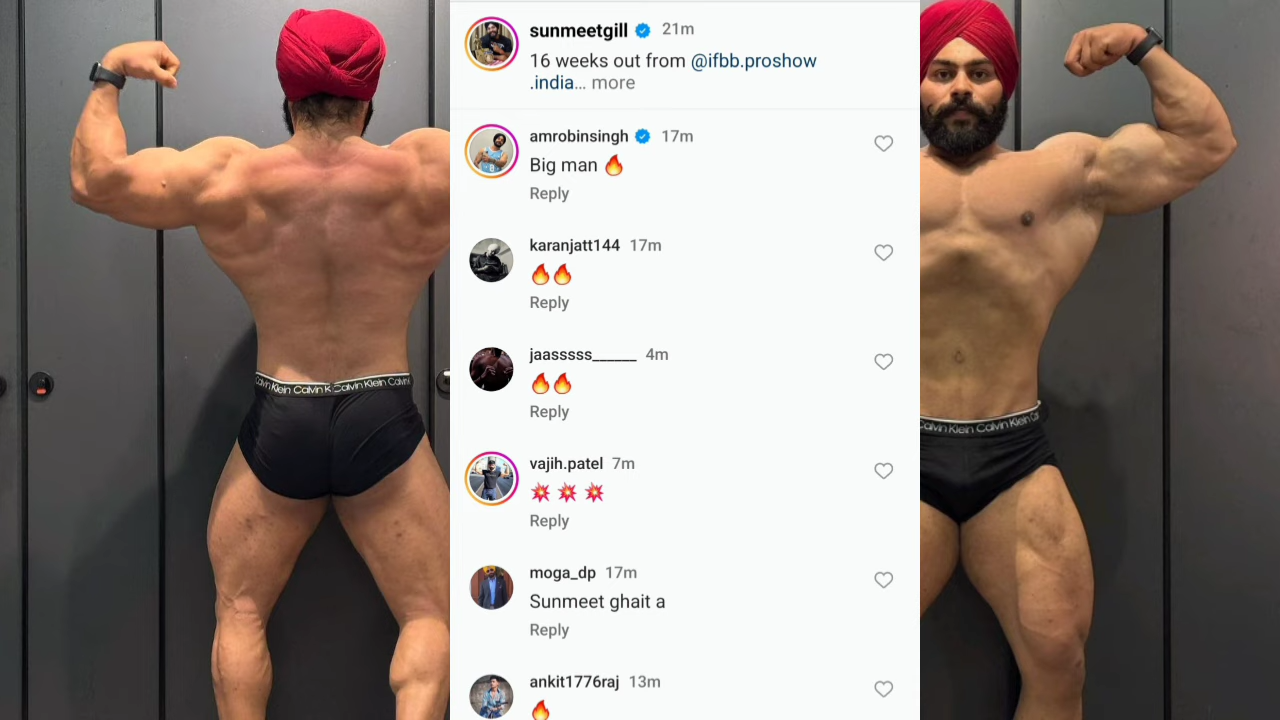 sunmeetgill 21m
16 weeks out from @ifbb.proshow
.india... more
amrobinsingh 17m
Big man 🔥
Reply
karanjatt144 17m
🔥🔥
Reply
jaasssss______ 4m
🔥🔥
Reply
vajih.patel 7m
💥 💥 💥
Reply
moga_dp 17m
Sunmeet ghait a
Reply
ankit1776raj 13m
🔥
Calvin Klein Calvin K
Calvin Klein Calvin Klein
Calvin Klein Calvin Klein